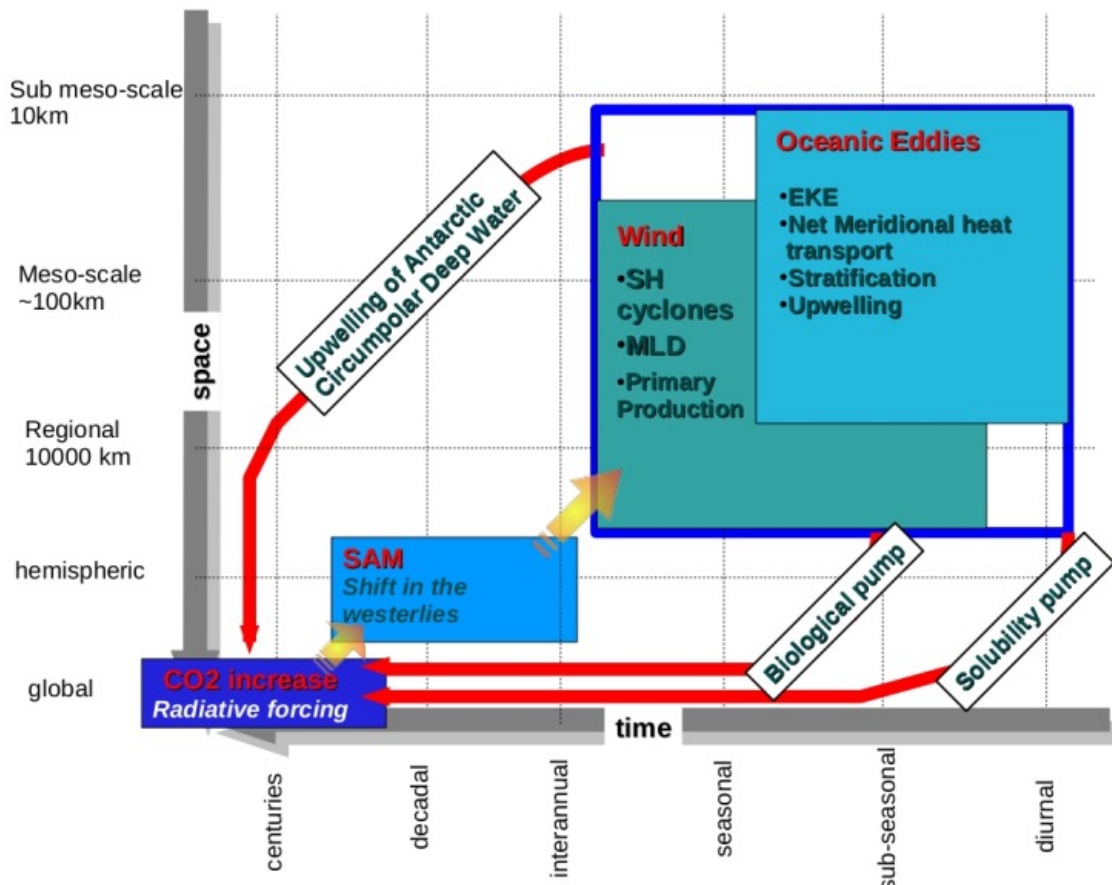 Sub meso-scale
10km
Meso-scale
~100km
Regional
10000 km
hemispheric
global
space
Upwelling of Antarctic
Circumpolar Deep Water
Oceanic Eddies
•EKE
•Net Meridional heat
transport
•Stratification
•Upwelling
Wind
•SH
cyclones
•MLD
•Primary
Production
SAM
Shift in the
westerlies
CO2 increase
Radiative forcing
Biological pump
Solubility pump
time
centuries
decadal
interannual
seasonal
sub-seasonal
diurnal